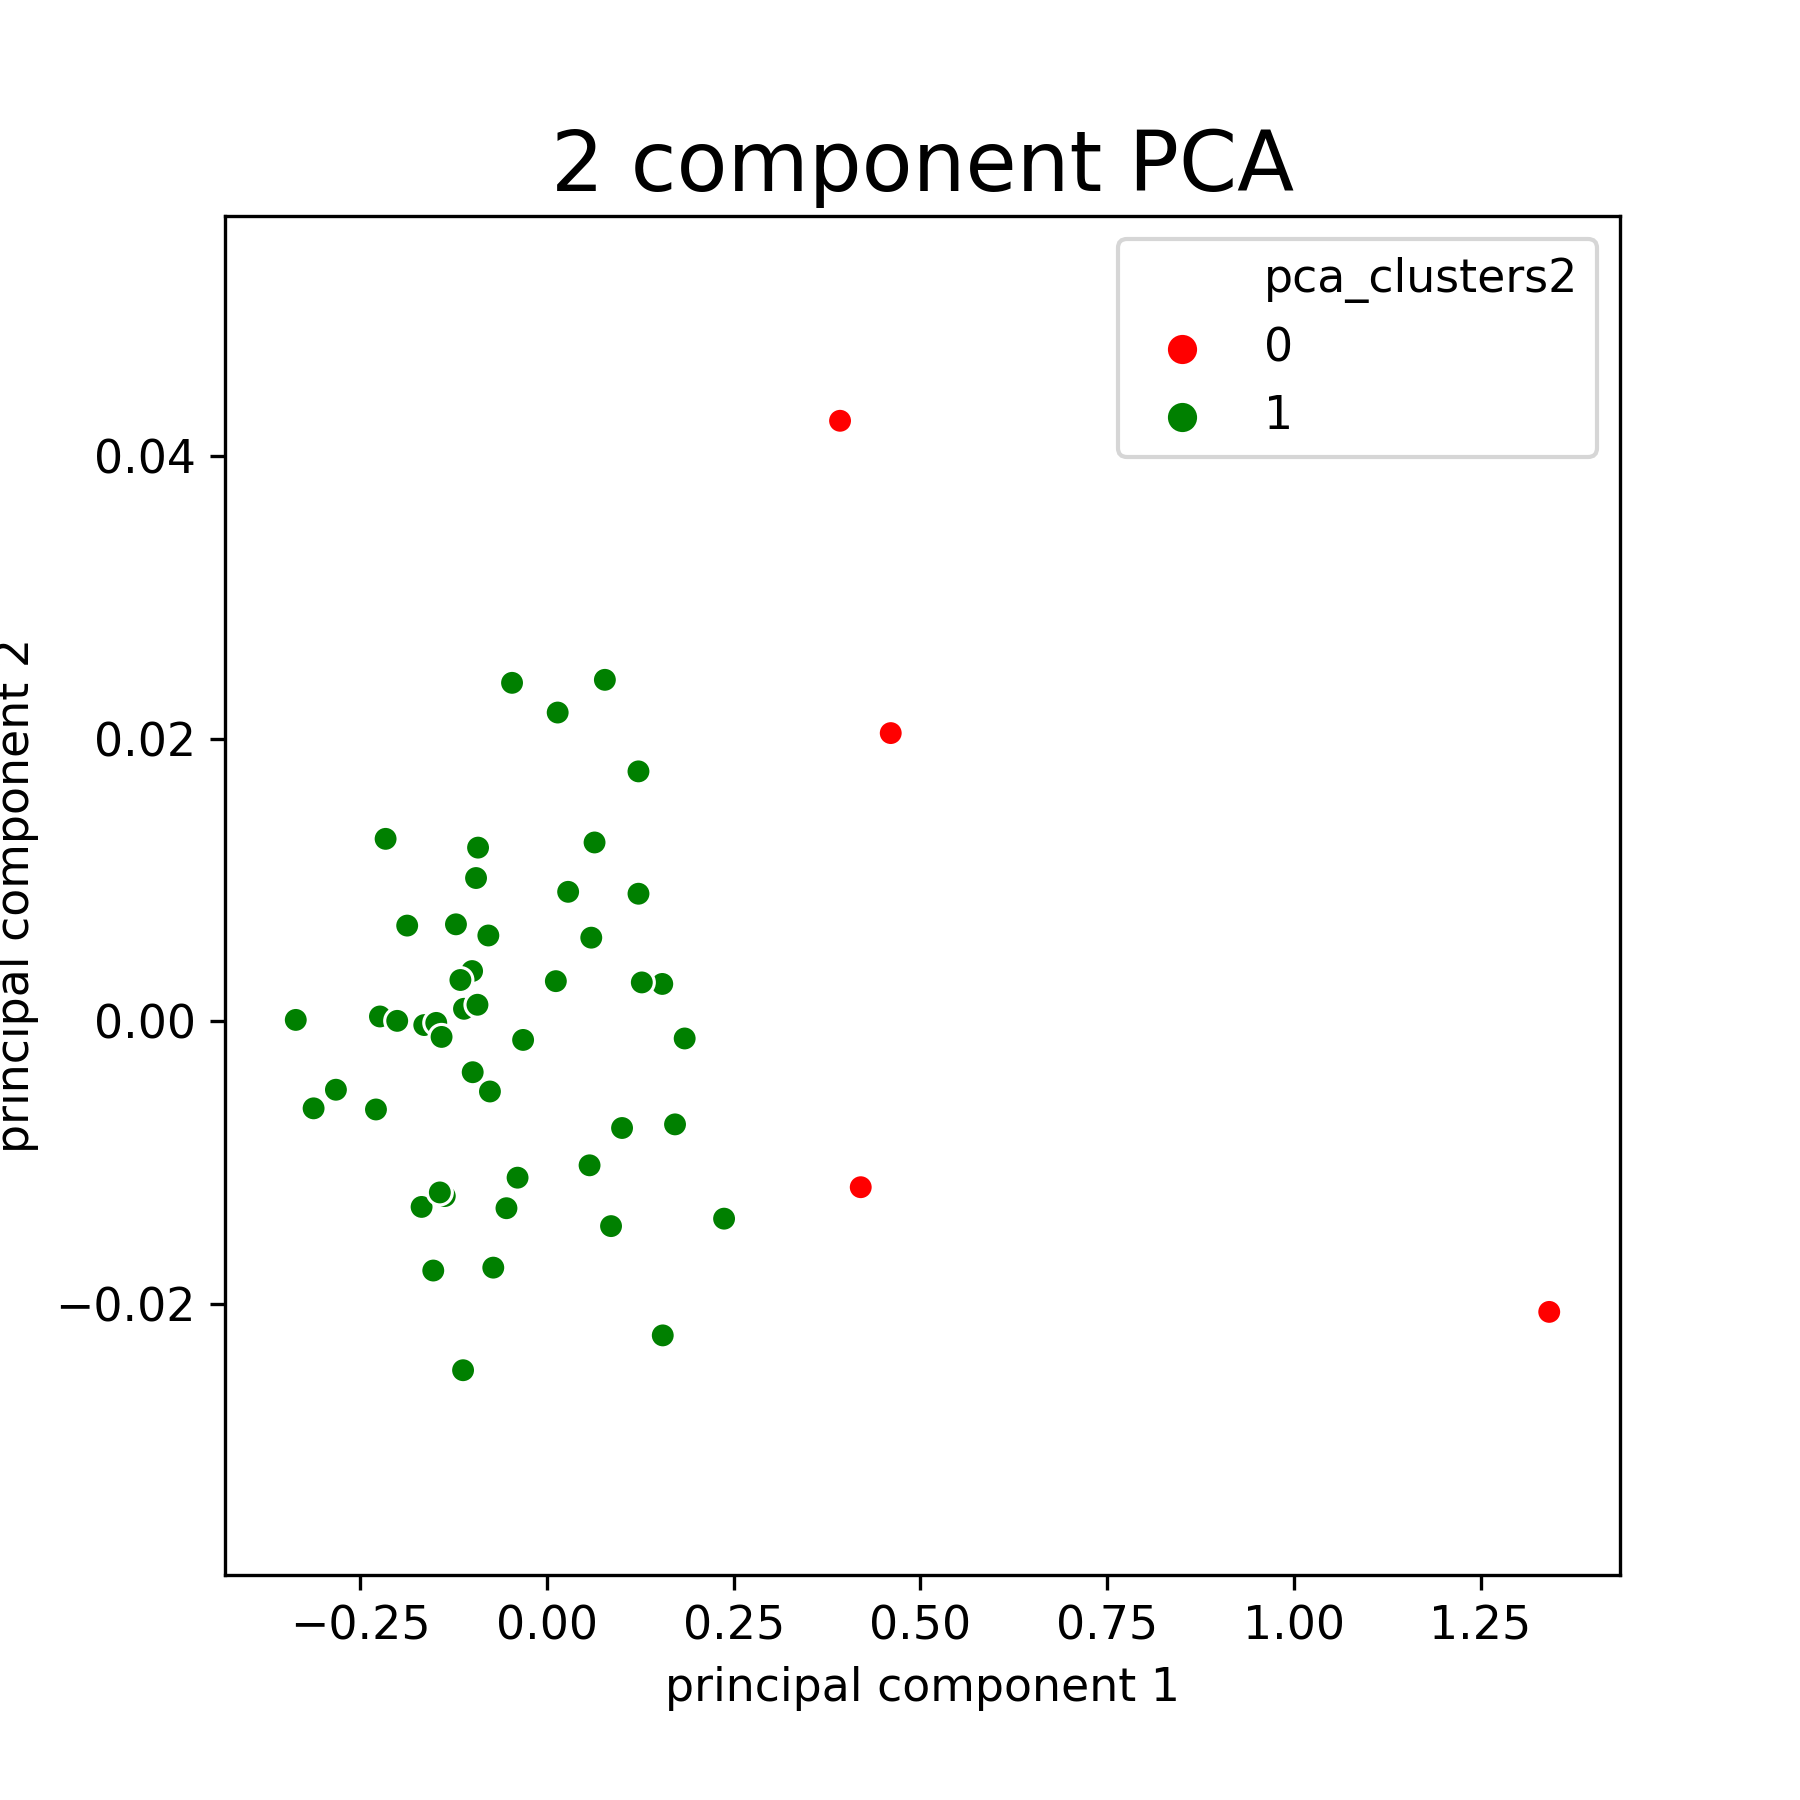 2 component PCA
pca_clusters2
0
1
principal component 2
0.04
0.02
0.00
−0.02
−0.25 0.00 0.25 0.50 0.75 1.00 1.25
principal component 1